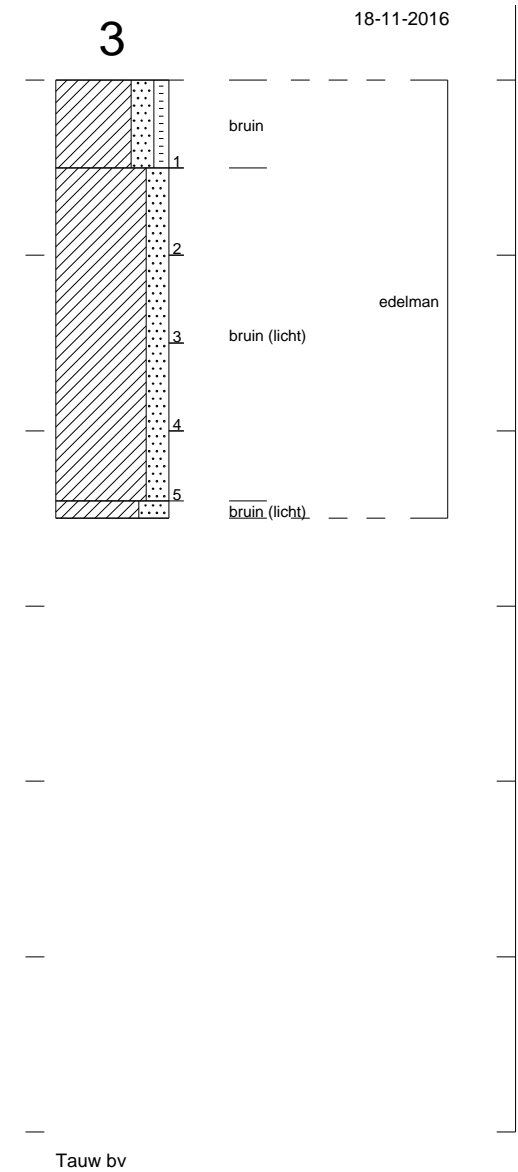 18-11-2016
3
bruin
1
2
edelman
3
bruin (licht)
4
5
bruin (licht)
Tauw bv